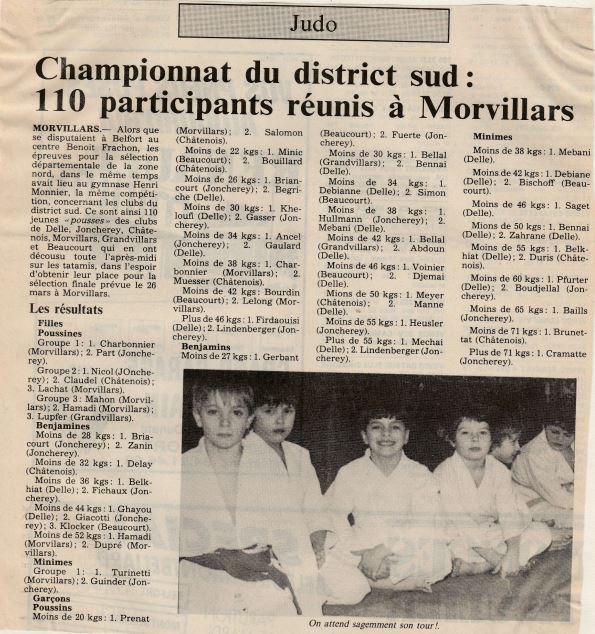 Judo
Championnat du district sud :
110 participants réunis à Morvillars
MORVILLARS.— Alors que
se disputaient à Belfort au
centre Benoit Frachon, les
épreuves pour la sélection
départementale de la zone
nord, dans le même temps
avait lieu au gymnase Henri
Monnier, la même compéti-
tion, concernant les clubs du
district du sud. Ce sont ainsi 110
jeunes «pousses» des clubs
de Delle, Joncherey, Châte-
nois, Morvillars, Grandvillars
et Beaucourt qui en ont
décousu toute l'après-midi
sur les tatamis, dans l'espoir
d'obtenir leur place pour la
sélection finale prévue le 26
mars à Morvillars.
Les résultats
Filles
Poussines
Groupe 1 : 1. Charbonnier
(Morvillars) ; 2. Part (Jonche-
rey).
Groupe 2 : 1. Nicol (JOnche-
rey) ; 2. Claudel (Châtenois) ;
3. Lachat (Morvillars).
Groupe 3 : Mahon (Morvil-
lars) ; 2. Hamadi (Morvillars) ;
3. Lupfer (Grandvillars).
Benjamines
Moins de 28 kgs : 1. Bria-
court (Joncherey) ; 2. Zanin
(Joncherey).
Moins de 32 kgs : 1. Delay
(Châtenois).
Moins de 36 kgs : 1. Belk-
hiat (Delle) ; 2. Fichaux (Jon-
cherey).
Moins de 44 kgs : 1. Ghayou
(Delle) ; 2. Giacotti (Jonche-
rey) ; 3. Klocker (Beaucourt).
Moins de 52 kgs : 1. Hamadi
(Morvilars) ; 2. Dupré (Mor-
villars).
Minimes
Groupe 1 : 1. Turinetti
(Morvillars) ; 2. Guinder (Jon-
cherey).
Garçons
Poussins
Moins de 20 kgs : 1. Prenat
(Morvillars) ; 2. Salomon
(Châtenois).
Moins de 22 kgs : 1. Minic
(Beaucourt) ; 2. Bouillard
(Châtenois).
Moins de 26 kgs : 1. Brian-
court (Joncherey) ; 2. Begri-
che (Delle).
Moins de 30 kgs : 1. Khe-
loufi (Delle) ; 2. Gasser (Jon-
cherey).
Moins de 34 kgs : 1. Ancel
(Joncherey) ; 2. Gaulard
(Delle).
Moins de 38 kgs : 1. Char-
bonnier (Morvillars) ; 2.
Muesser (Châtenois).
Moins de 42 kgs : Bourdin
(Beaucourt) ; 2. Lelong (Mor-
villars).
Plus de 46 kgs : 1. Firdaouisi
(Delle) ; 2. Lindenberger (Jon-
cherey).
Benjamins
Moins de 27 kgs : 1. Gerbant
(Beaucourt) ; 2. Fuerte (Jon-
cherey).
Moins de 30 kgs : 1. Bellal
(Grandvillars) ; 2. Bennai
(Delle).
Moins de 34 kgs : 1.
Debianne (Delle) ; 2. Simon
(Beaucourt).
Moins de 38 kgs : 1.
Hullmann (Joncherey) ; 2.
Mebani (Delle).
Moins de 42 kgs : 1. Bellal
(Grandvillars) ; 2. Abdoun
(Delle).
Moins de 46 kgs : 1. Voinier
(Beaucourt) ; 2. Djemai
(Delle).
Mions de 50 kgs : 1. Meyer
(Châtenois) ; 2. Manne
(Delle).
Moins de 55 kgs : 1. Heusler
(Joncherey).
Plus de 55 kgs : 1. Mechai
(Delle) ; 2. Lindenberger (Jon-
cherey).
Minimes
Moins de 38 kgs : 1. Mebani
(Delle).
Moins de 42 kgs : 1. Debiane
(Delle) ; 2. Bischoff (Beau-
court).
Moins de 46 kgs : 1. Saget
(Delle).
Mions de 50 kgs : 1. Bennai
(Delle) ; 2. Zahrane (Delle).
Moins de 55 kgs : 1. Belk-
hiat (Delle) ; 2. Duris (Châte-
nois).
Moins de 60 kgs : 1. Pfurter
(Delle) ; 2. Boudjellal (Jon-
cherey).
Moins de 65 kgs : 1. Bails
(Joncherey).
Moins de 71 kgs : 1. Brunet-
tat (Châtenois).
Plus de 71 kgs : 1. Cramatte
(Joncherey).
On attend sagemment son tour !.